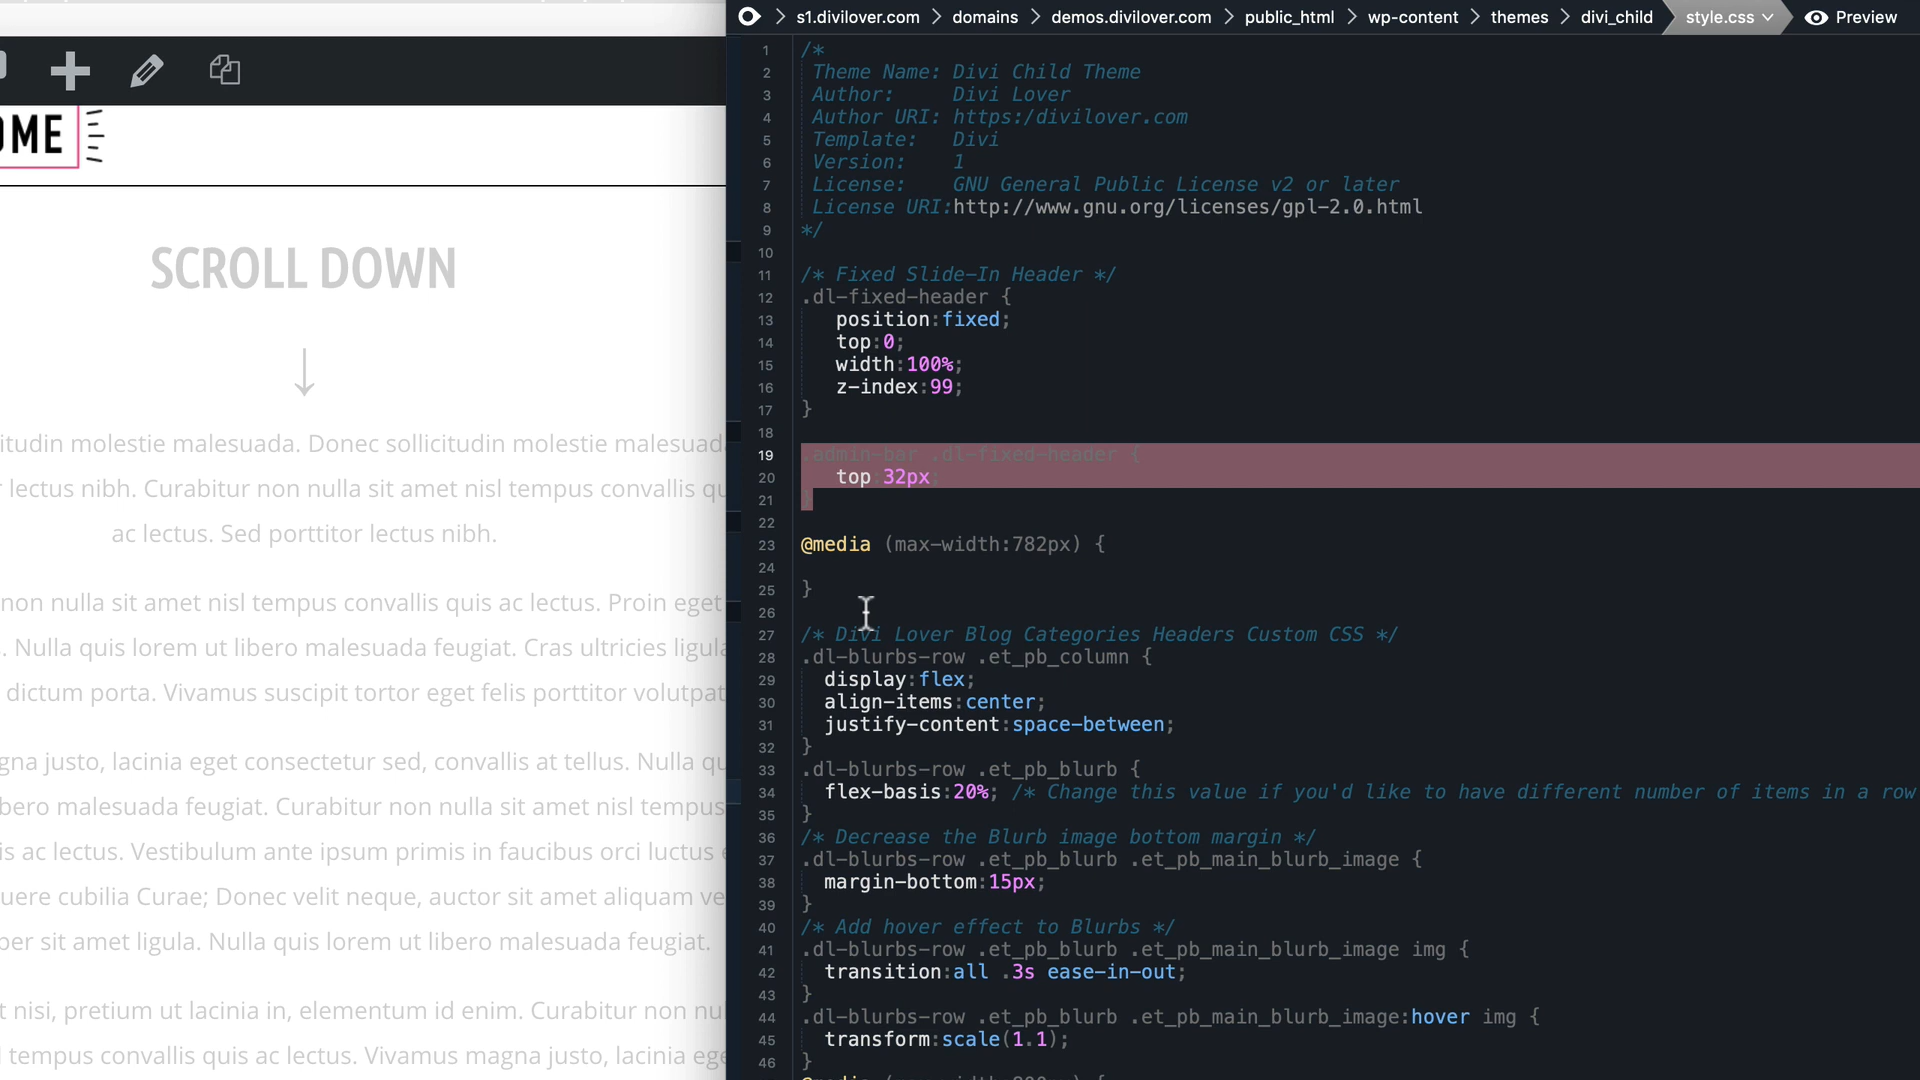 s1.divilover.com > domains > demos.divilover.com > public_html > wp-content > themes > divi_child style.css Preview
OME
SCROLL DOWN
↓
itudin molestie malesuada. Donec sollicitudin molestie malesuad
lectus nibh. Curabitur non nulla sit amet nisl tempus convallis qu
ac lectus. Sed porttitor lectus nibh.
non nulla sit amet nisl tempus convallis quis ac lectus. Proin eget
. Nulla quis lorem ut libero malesuada feugiat. Cras ultricies ligula
dictum porta. Vivamus suscipit tortor eget felis porttitor volutpat
gna justo, lacinia eget consectetur sed, convallis at tellus. Nulla qu
bero malesuada feugiat. Curabitur non nulla sit amet nisl tempus
is ac lectus. Vestibulum ante ipsum primis in faucibus orci luctus e
uere cubilia Curae; Donec velit neque, auctor sit amet aliquam ve
per sit amet ligula. Nulla quis lorem ut libero malesuada feugiat.
t nisi, pretium ut lacinia in, elementum id enim. Curabitur non nul
tempus convallis quis ac lectus. Vivamus magna justo, lacinia ege
1 /*
2 Theme Name: Divi Child Theme
3 Author: Divi Lover
4 Author URI: https:/divilover.com
5 Template: Divi
6 Version: 1
7 License: GNU General Public License v2 or later
8 License URI:http://www.gnu.org/licenses/gpl-2.0.html
9 */
10
11 /* Fixed Slide-In Header */
12 .dl-fixed-header {
13 position:fixed;
14 top:0;
15 width:100%;
16 z-index:99;
17 }
18
19 .admin-bar .dl-fixed-header {
20 top:32px;
21 }
22
23 @media (max-width:782px) {
24
25 }
26
27 /* Divi Lover Blog Categories Headers Custom CSS */
28 .dl-blurbs-row .et_pb_column {
29 display:flex;
30 align-items:center;
31 justify-content:space-between;
32 }
33 .dl-blurbs-row .et_pb_blurb {
34 flex-basis:20%; /* Change this value if you'd like to have different number of items in a row
35 }
36 /* Decrease the Blurb image bottom margin */
37 .dl-blurbs-row .et_pb_blurb .et_pb_main_blurb_image {
38 margin-bottom:15px;
39 }
40 /* Add hover effect to Blurbs */
41 .dl-blurbs-row .et_pb_blurb .et_pb_main_blurb_image img {
42 transition:all .3s ease-in-out;
43 }
44 .dl-blurbs-row .et_pb_blurb .et_pb_main_blurb_image:hover img {
45 transform:scale(1.1);
46 }